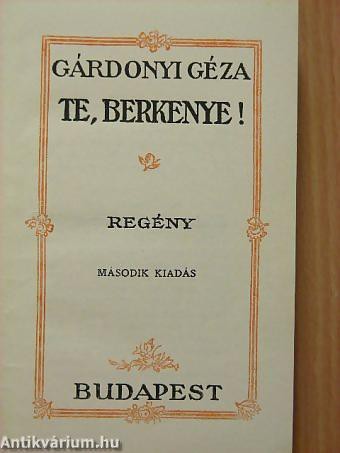 GÁRDONYI GÉZA
TE, BERKENYE!
REGÉNY
MÁSODIK KIADÁS
BUDAPEST
Antikvárium.hu